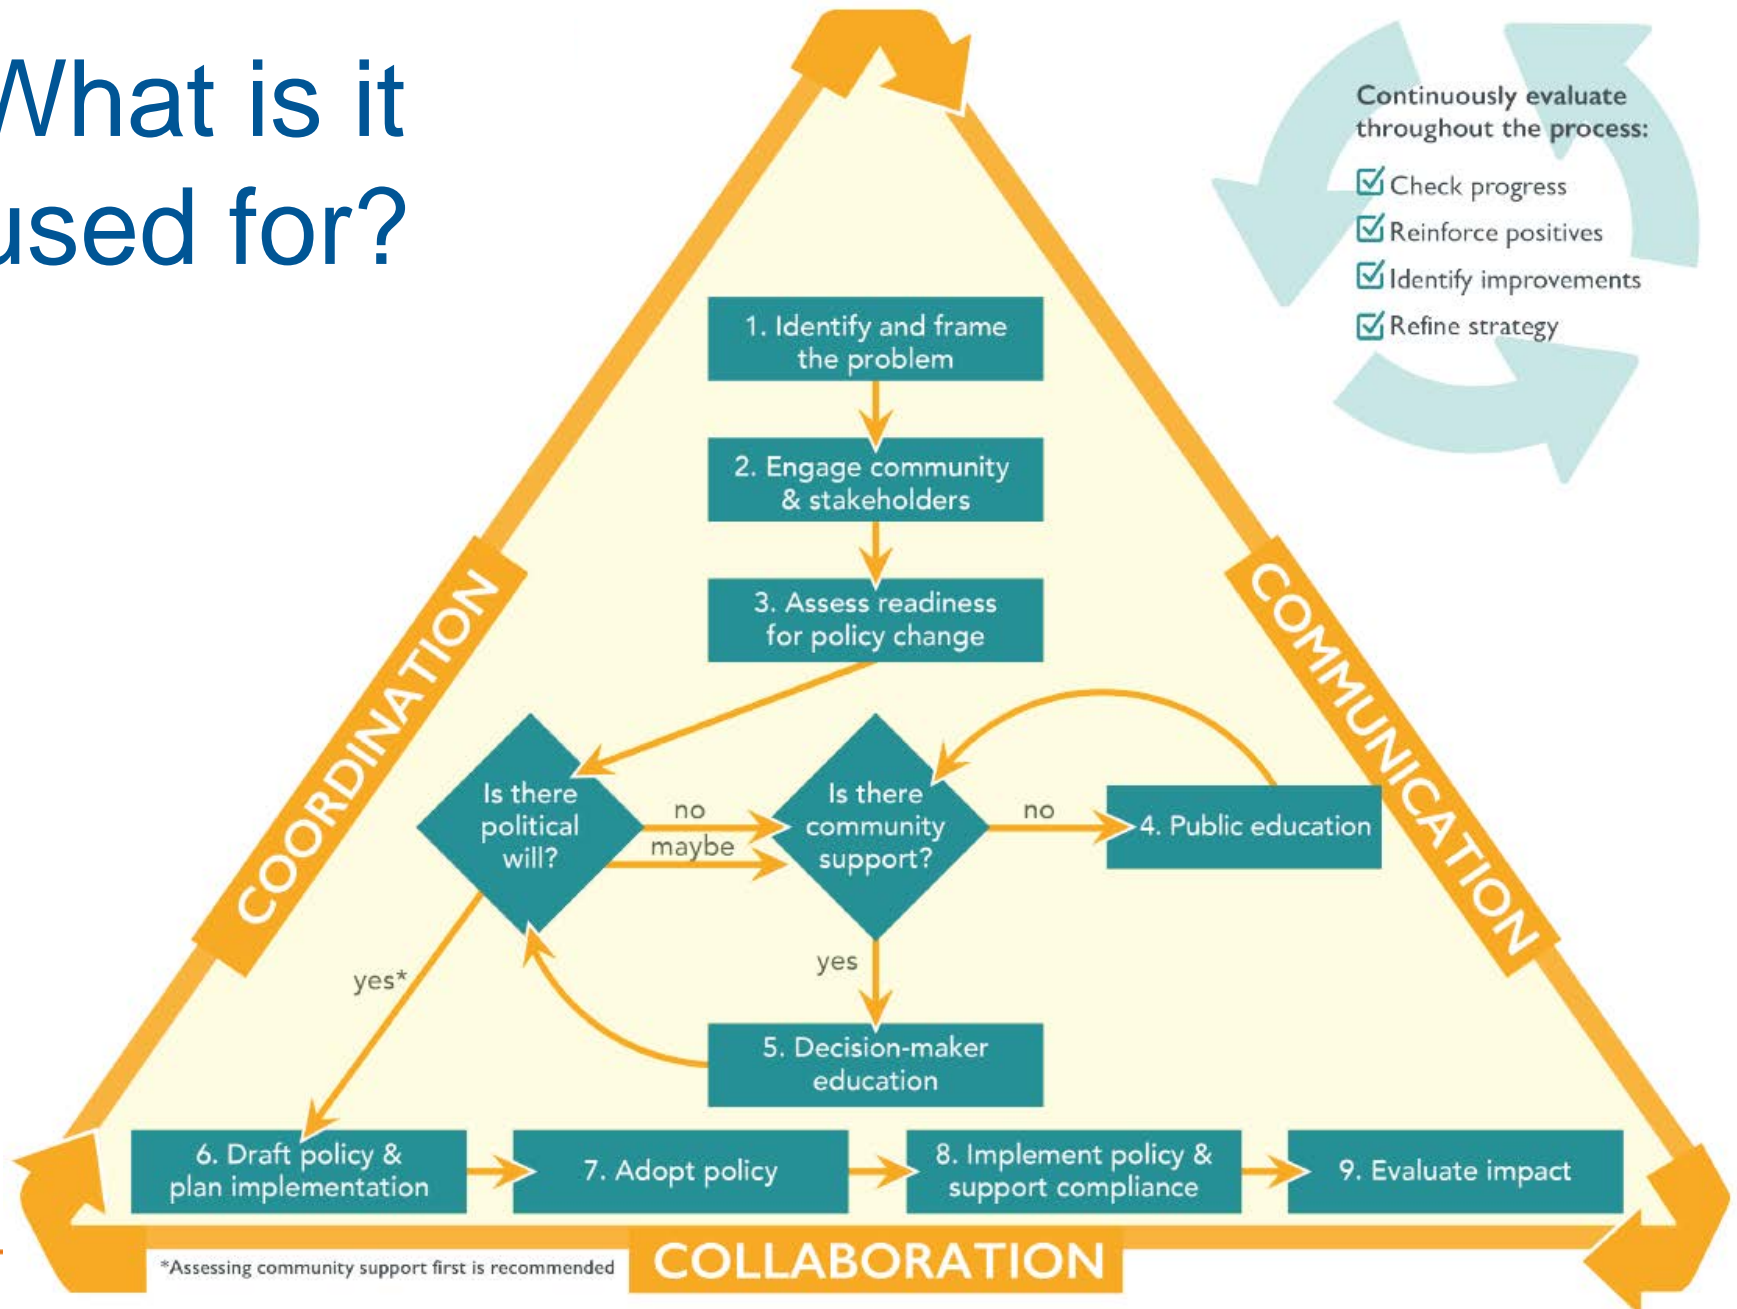 What is it
used for?
Continuously evaluate
throughout the process:
Check progress
Reinforce positives
Identify improvements
Refine strategy
1. Identify and frame
the problem
2. Engage community
& stakeholders
3. Assess readiness
for policy change
COORDINATION
COMMUNICATION
Is there
political
will?
no
maybe
Is there
community
support?
no
4. Public education
yes*
yes
5. Decision-maker
education
6. Draft policy &
plan implementation
7. Adopt policy
8. Implement policy &
support compliance
9. Evaluate impact
*Assessing community support first is recommended
COLLABORATION